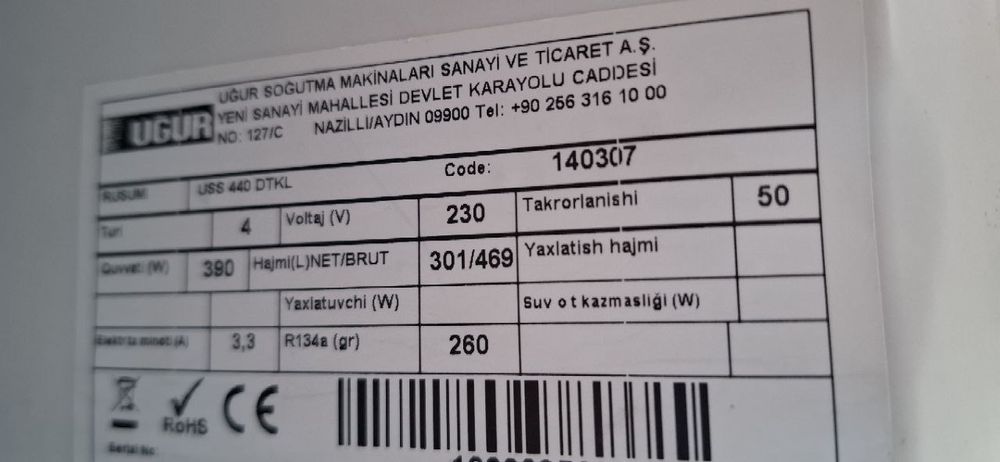 UĞUR SOĞUTMA MAKİNALARI SANAYİ VE TİCARET A.Ş.
UĞUR YENİ SANAYİ MAHALLESİ DEVLET KARAYOLU CADDESİ
NO: 127/C NAZİLLİ/AYDIN 09900 Tel: +90 256 316 10 00
RUSUMI USS 440 DTKL Code: 140307
Turi 4 Voltaj (V) 230 Takrorlanishi 50
Quvvati (W) 390 Hajmi(L)NET/BRUT 301/469 Yaxlatish hajmi
Yaxlatuvchi (W) Suv o t kazmasliği (W)
(A) 3,3 R134a (gr) 260
RoHS CE
Serial No: